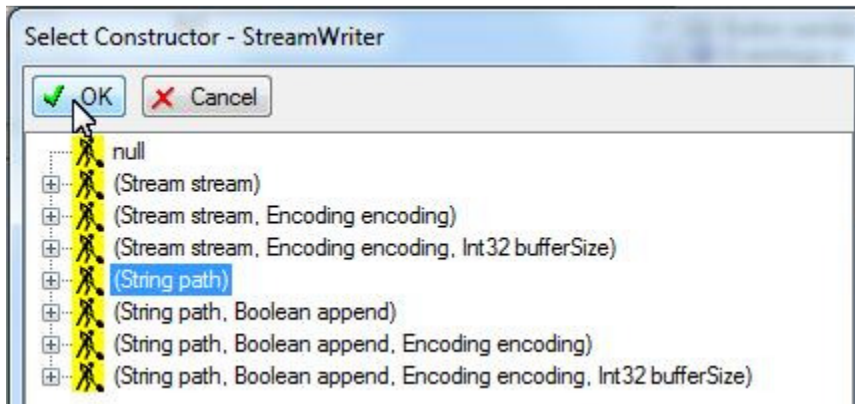 Select Constructor - StreamWriter
OK Cancel
null
(Stream stream)
(Stream stream, Encoding encoding)
(Stream stream, Encoding encoding, Int32 bufferSize)
(String path)
(String path, Boolean append)
(String path, Boolean append, Encoding encoding)
(String path, Boolean append, Encoding encoding, Int32 bufferSize)